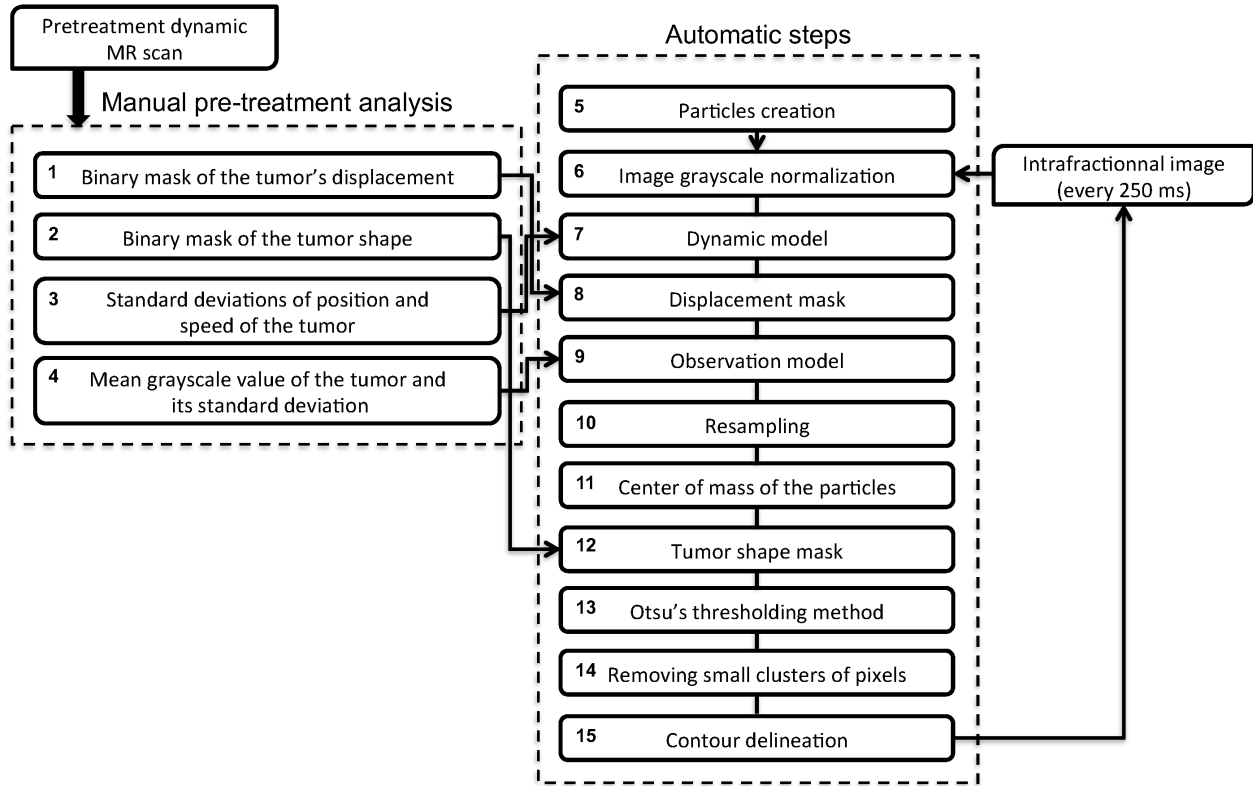 Pretreatment dynamic
MR scan
Manual pre-treatment analysis
1 Binary mask of the tumor's displacement
2 Binary mask of the tumor shape
3 Standard deviations of position and
speed of the tumor
4 Mean grayscale value of the tumor and
its standard deviation
Automatic steps
5 Particles creation
6 Image grayscale normalization
7 Dynamic model
8 Displacement mask
9 Observation model
10 Resampling
11 Center of mass of the particles
12 Tumor shape mask
13 Otsu's thresholding method
14 Removing small clusters of pixels
15 Contour delineation
Intrafractionnal image
(every 250 ms)